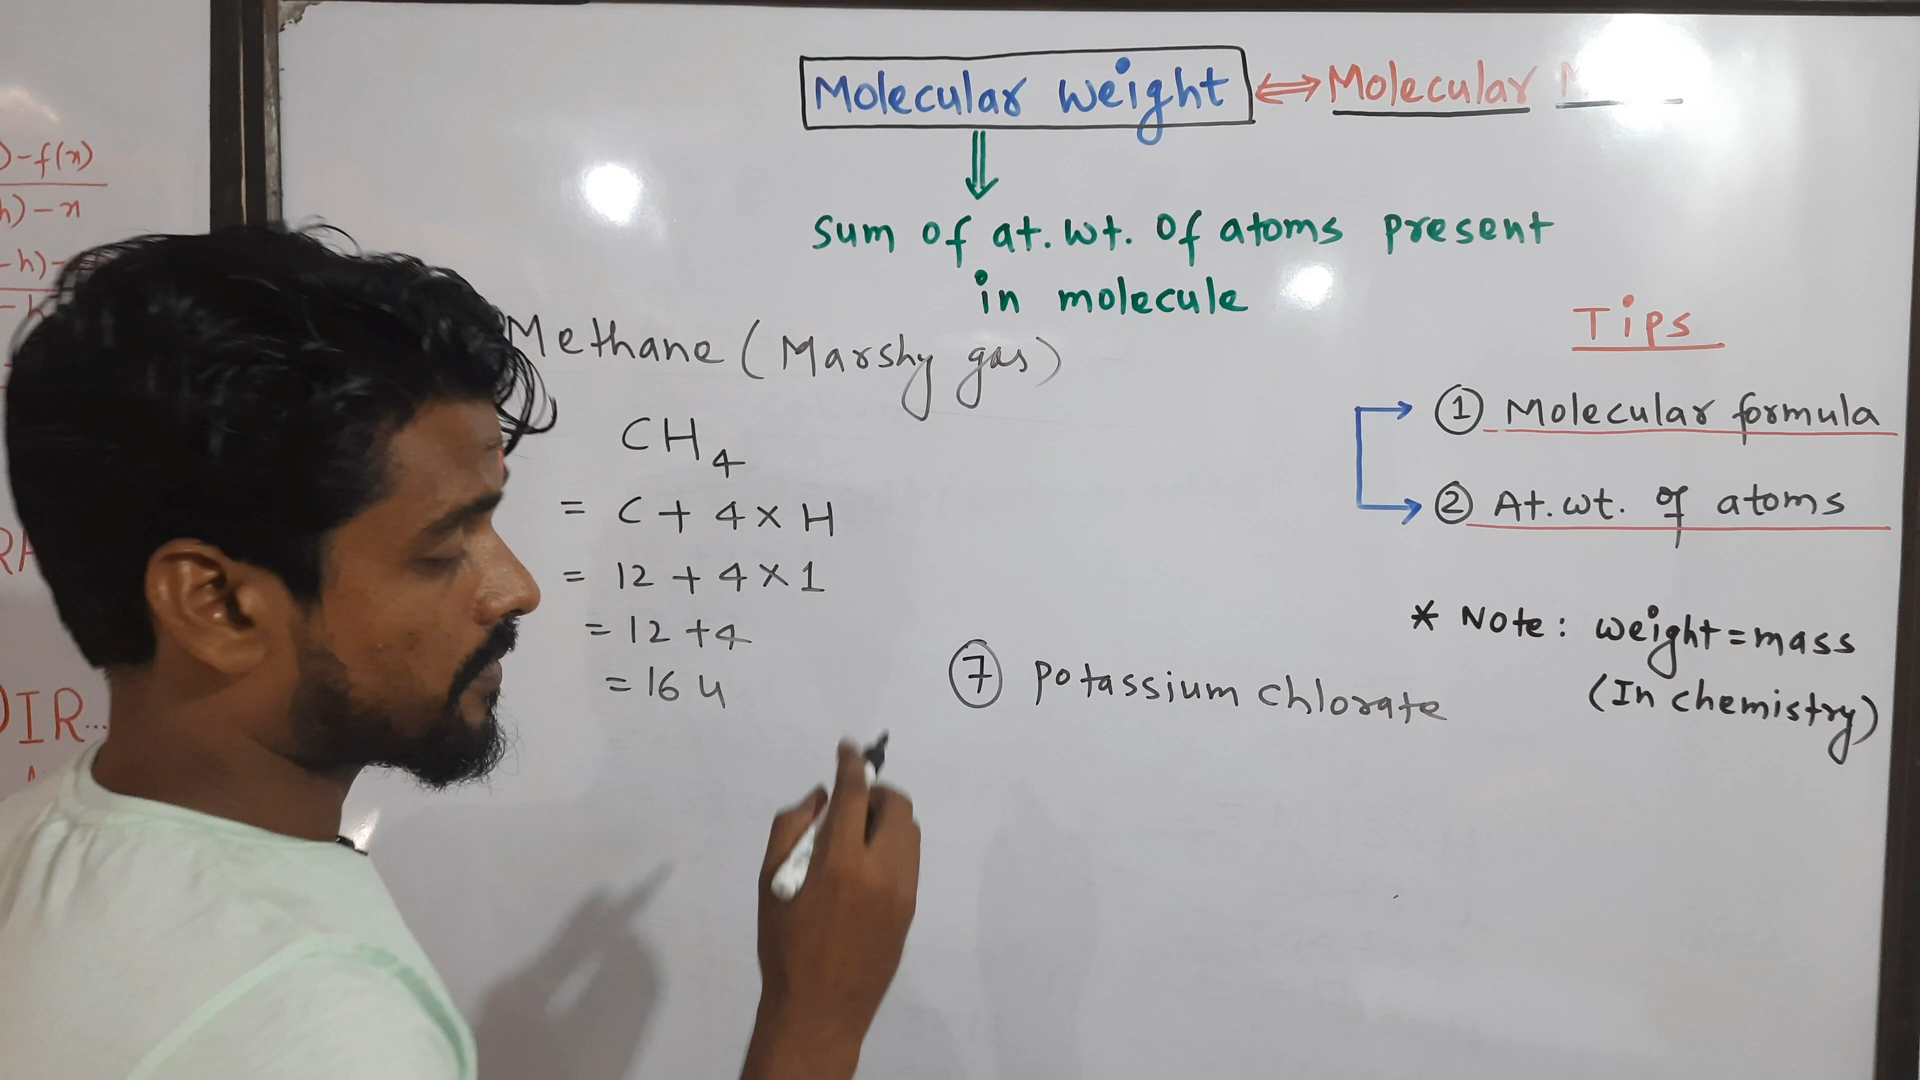 Molecular weight ⇔ Molecular
⇓
Sum of at. wt. of atoms present
in molecule
Methane (Marshy gas)
CH₄
= C + 4 × H
= 12 + 4 × 1
= 12 + 4
= 16 u
⑦ potassium chlorate
Tips
① Molecular formula
② At. wt. of atoms
* Note: weight = mass
(In chemistry)
) - f(x)
h) - x
- h) -
DIR...